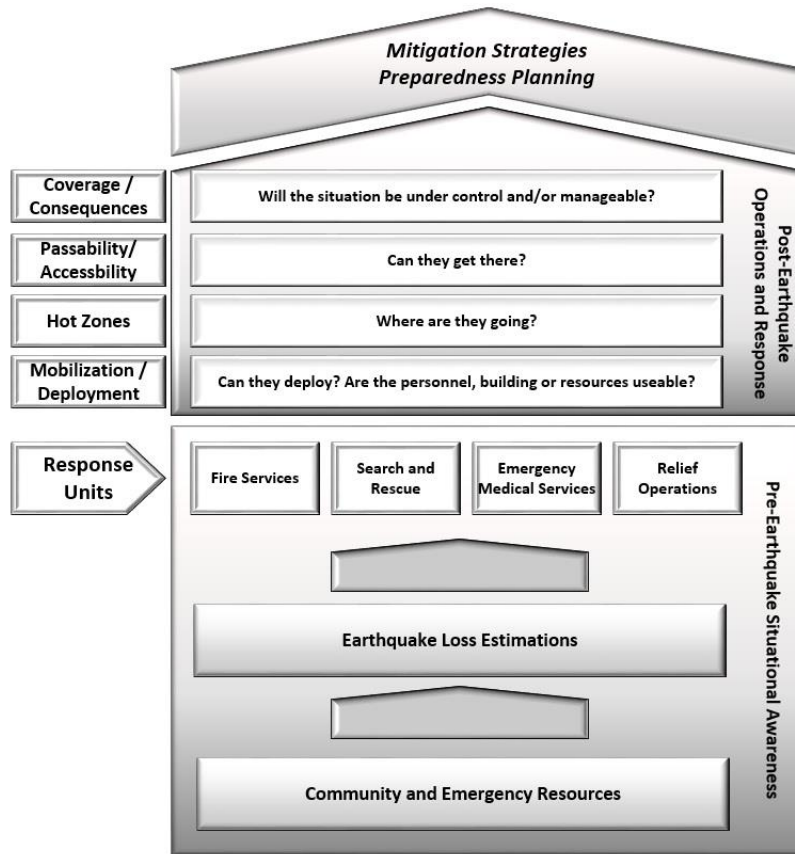 Mitigation Strategies
Preparedness Planning
Coverage /
Consequences
Will the situation be under control and/or manageable?
Passability/
Accessbility
Can they get there?
Hot Zones
Where are they going?
Mobilization /
Deployment
Can they deploy? Are the personnel, building or resources useable?
Post-Earthquake
Operations and Response
Response
Units
Fire Services
Search and
Rescue
Emergency
Medical Services
Relief
Operations
Earthquake Loss Estimations
Community and Emergency Resources
Pre-Earthquake Situational Awareness